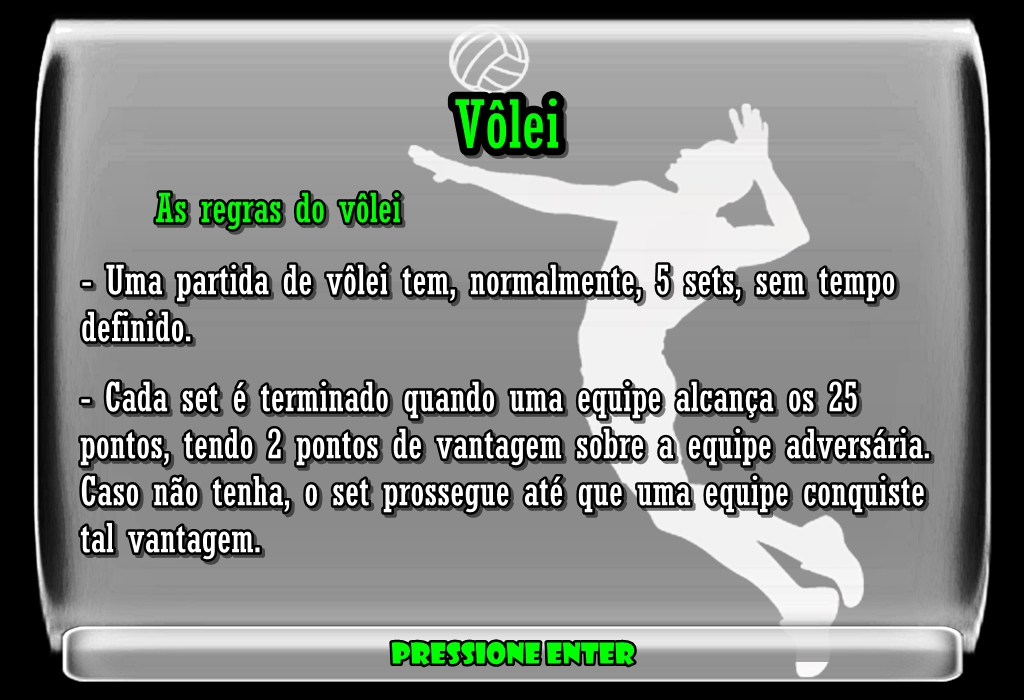 Vôlei
As regras do vôlei
- Uma partida de vôlei tem, normalmente, 5 sets, sem tempo
definido.
- Cada set é terminado quando uma equipe alcança os 25
pontos, tendo 2 pontos de vantagem sobre a equipe adversária.
Caso não tenha, o set prossegue até que uma equipe conquiste
tal vantagem.
PRESSIONE ENTER